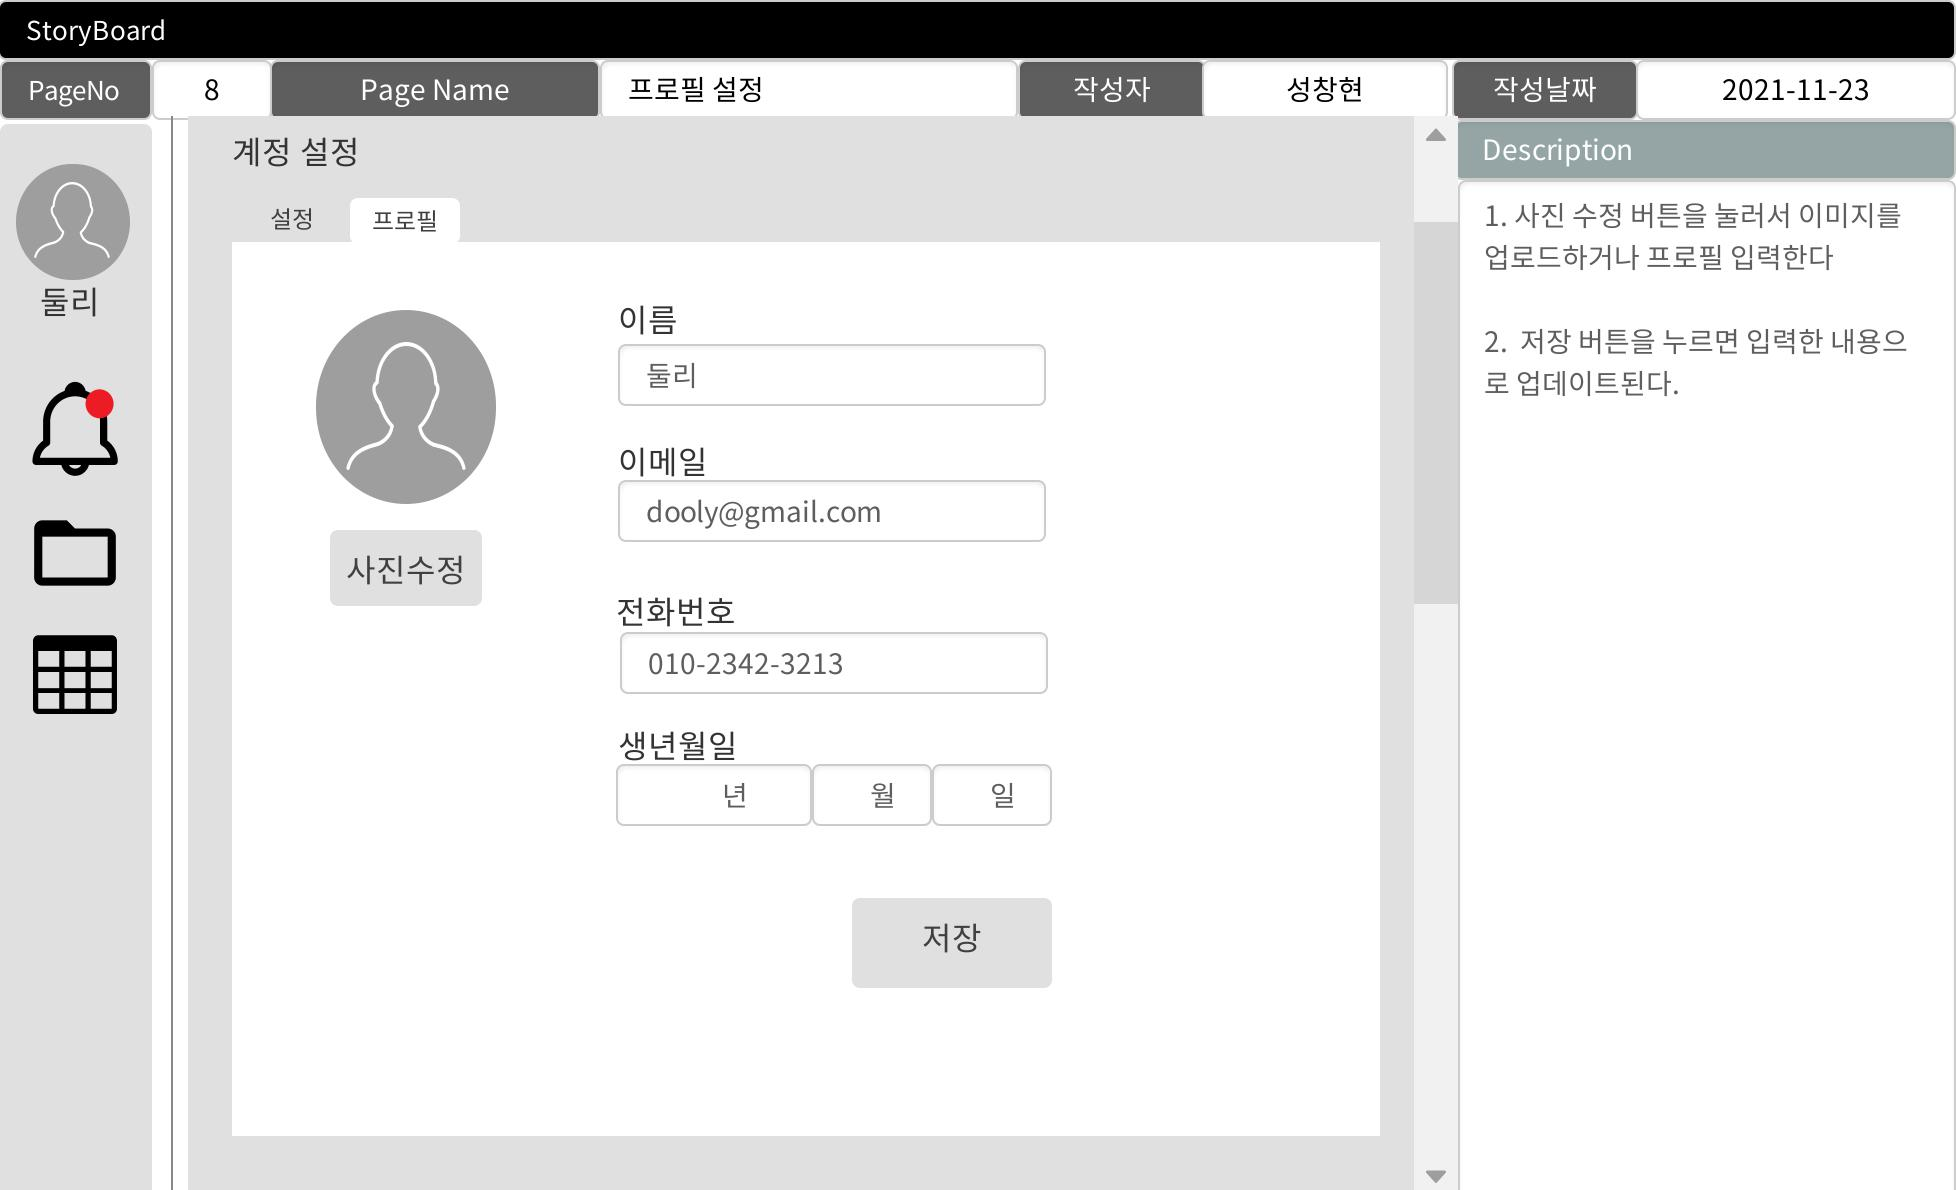 StoryBoard
PageNo 8 Page Name 프로필 설정 작성자 성창현 작성날짜 2021-11-23
둘리
계정 설정
설정 프로필
사진수정
이름
둘리
이메일
dooly@gmail.com
전화번호
010-2342-3213
생년월일
년 월 일
저장
Description
1. 사진 수정 버튼을 눌러서 이미지를
업로드하거나 프로필 입력한다
2. 저장 버튼을 누르면 입력한 내용으
로 업데이트된다.